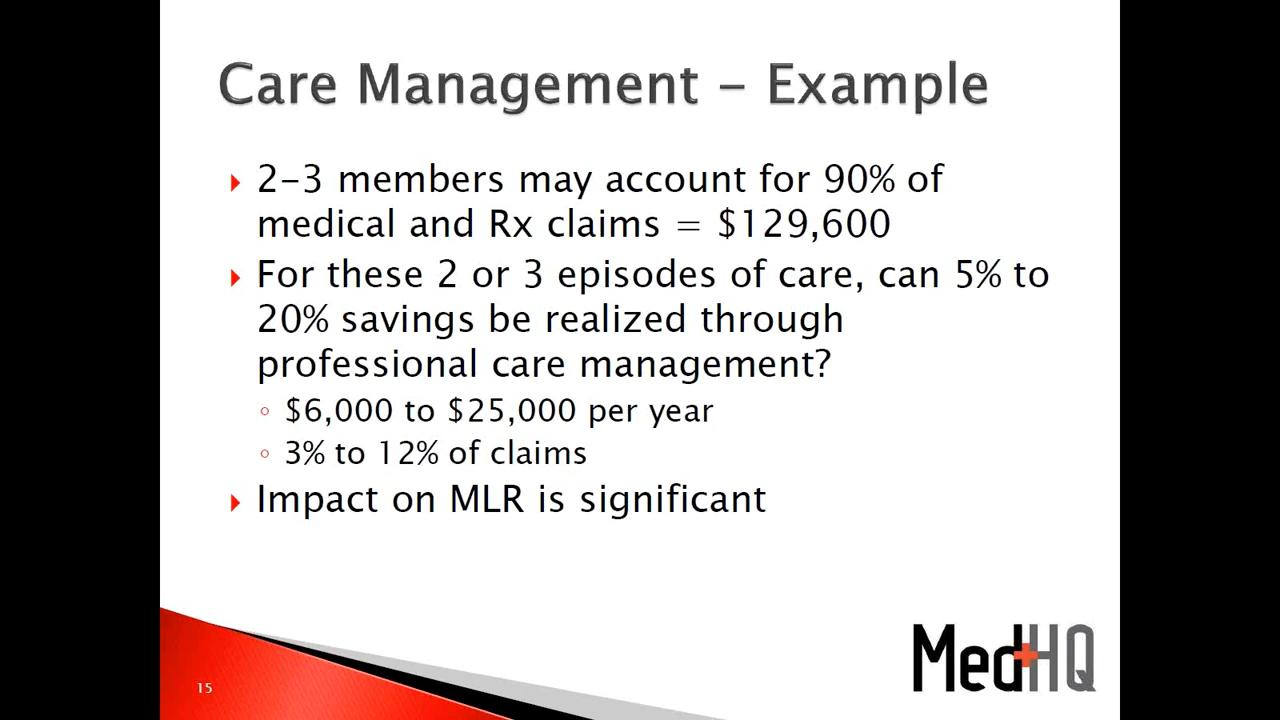 Care Management – Example
2-3 members may account for 90% of
medical and Rx claims = $129,600
For these 2 or 3 episodes of care, can 5% to
20% savings be realized through
professional care management?
$6,000 to $25,000 per year
3% to 12% of claims
Impact on MLR is significant
MedHQ
15